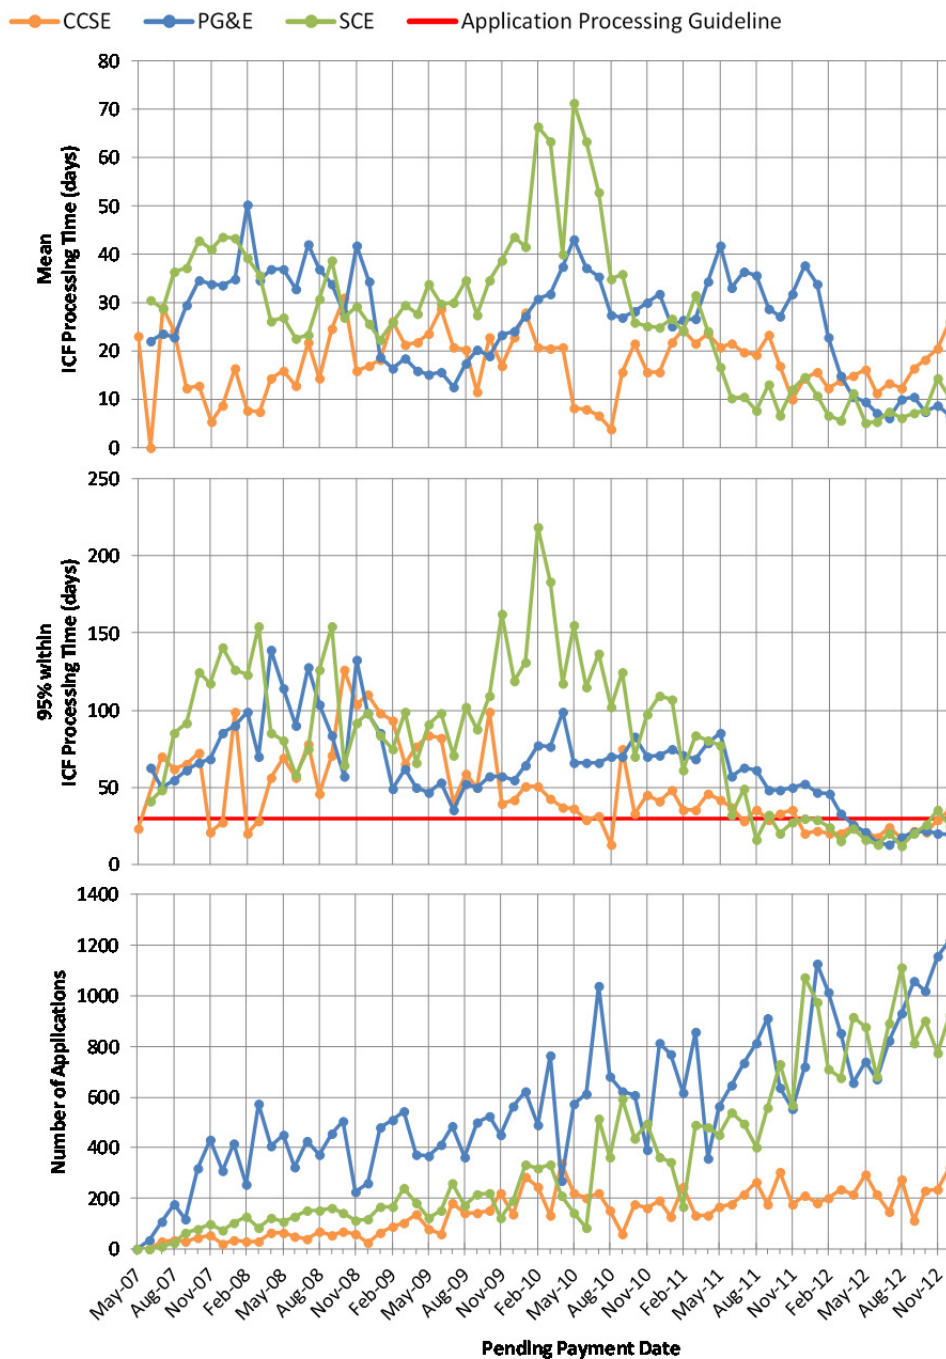 CCSE PG&E SCE Application Processing Guideline
Mean
ICF Processing Time (days)
80
70
60
50
40
30
20
10
0
95% within
ICF Processing Time (days)
250
200
150
100
50
0
Number of Applications
1400
1200
1000
800
600
400
200
0
May-07 Aug-07 Nov-07 Feb-08 May-08 Aug-08 Nov-08 Feb-09 May-09 Aug-09 Nov-09 Feb-10 May-10 Aug-10 Nov-10 Feb-11 May-11 Aug-11 Nov-11 Feb-12 May-12 Aug-12 Nov-12
Pending Payment Date